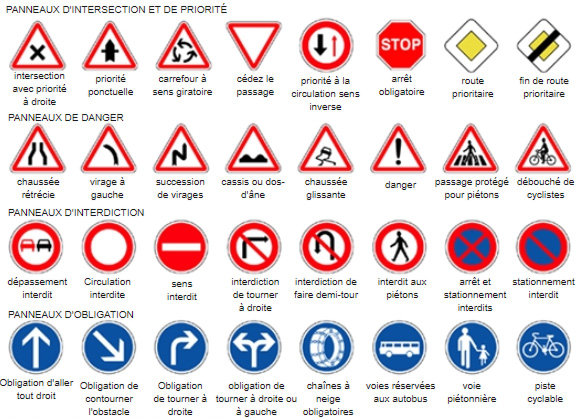 PANNEAUX D'INTERSECTION ET DE PRIORITÉ
STOP
intersection
avec priorité
à droite
priorité
ponctuelle
carrefour à
sens giratoire
cédez le
passage
priorité à la
circulation sens
inverse
arrêt
obligatoire
route
prioritaire
fin de route
prioritaire
PANNEAUX DE DANGER
chaussée
rétrécie
virage à
gauche
succession
de virages
cassis ou dos-
d'âne
chaussée
glissante
danger
passage protégé
pour piétons
débouché de
cyclistes
PANNEAUX D'INTERDICTION
dépassement
interdit
Circulation
interdite
sens
interdit
interdiction
de tourner
à droite
interdiction de
faire demi-tour
interdit aux
piétons
arrêt et
stationnement
interdits
stationnement
interdit
PANNEAUX D'OBLIGATION
Obligation d'aller
tout droit
Obligation de
contourner
l'obstacle
Obligation
de tourner à
droite
obligation de
tourner à droite ou
à gauche
chaînes à
neige
obligatoires
voies réservées
aux autobus
voie
piétonnière
piste
cyclable